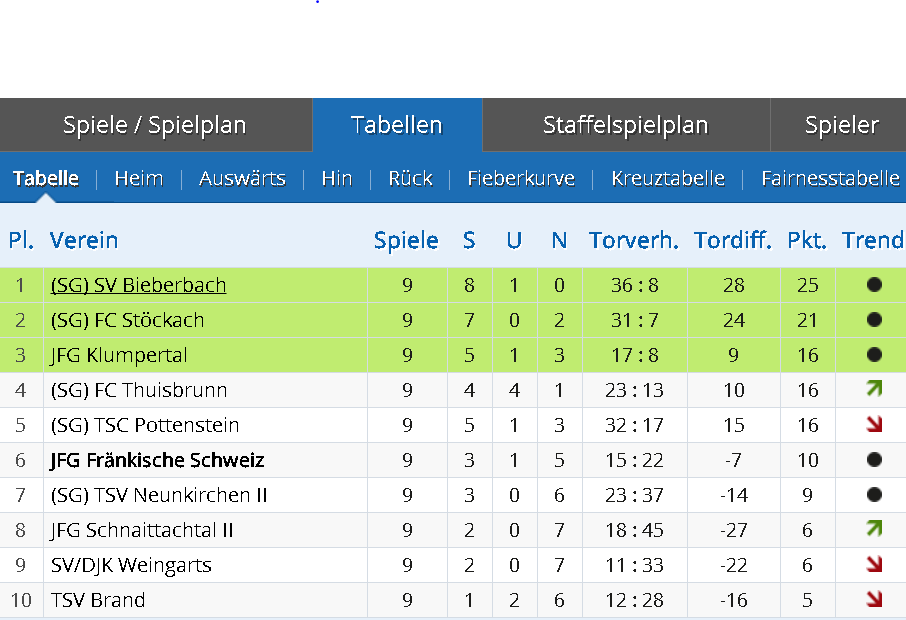 Spiele / Spielplan Tabellen Staffelspielplan Spieler
Tabelle | Heim | Auswärts | Hin | Rück | Fieberkurve | Kreuztabelle | Fairnesstabelle
Pl. Verein Spiele S U N Torverh. Tordiff. Pkt. Trend
1 (SG) SV Bieberbach 9 8 1 0 36 : 8 28 25
2 (SG) FC Stöckach 9 7 0 2 31 : 7 24 21
3 JFG Klumpertal 9 5 1 3 17 : 8 9 16
4 (SG) FC Thuisbrunn 9 4 4 1 23 : 13 10 16
5 (SG) TSC Pottenstein 9 5 1 3 32 : 17 15 16
6 JFG Fränkische Schweiz 9 3 1 5 15 : 22 -7 10
7 (SG) TSV Neunkirchen II 9 3 0 6 23 : 37 -14 9
8 JFG Schnaittachtal II 9 2 0 7 18 : 45 -27 6
9 SV/DJK Weingarts 9 2 0 7 11 : 33 -22 6
10 TSV Brand 9 1 2 6 12 : 28 -16 5